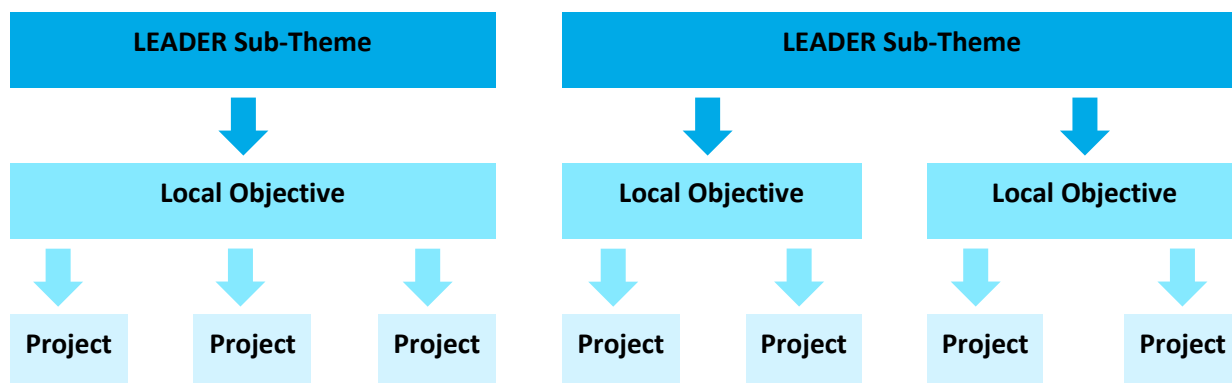 LEADER Sub-Theme
LEADER Sub-Theme
Local Objective
Local Objective
Local Objective
Project
Project
Project
Project
Project
Project
Project